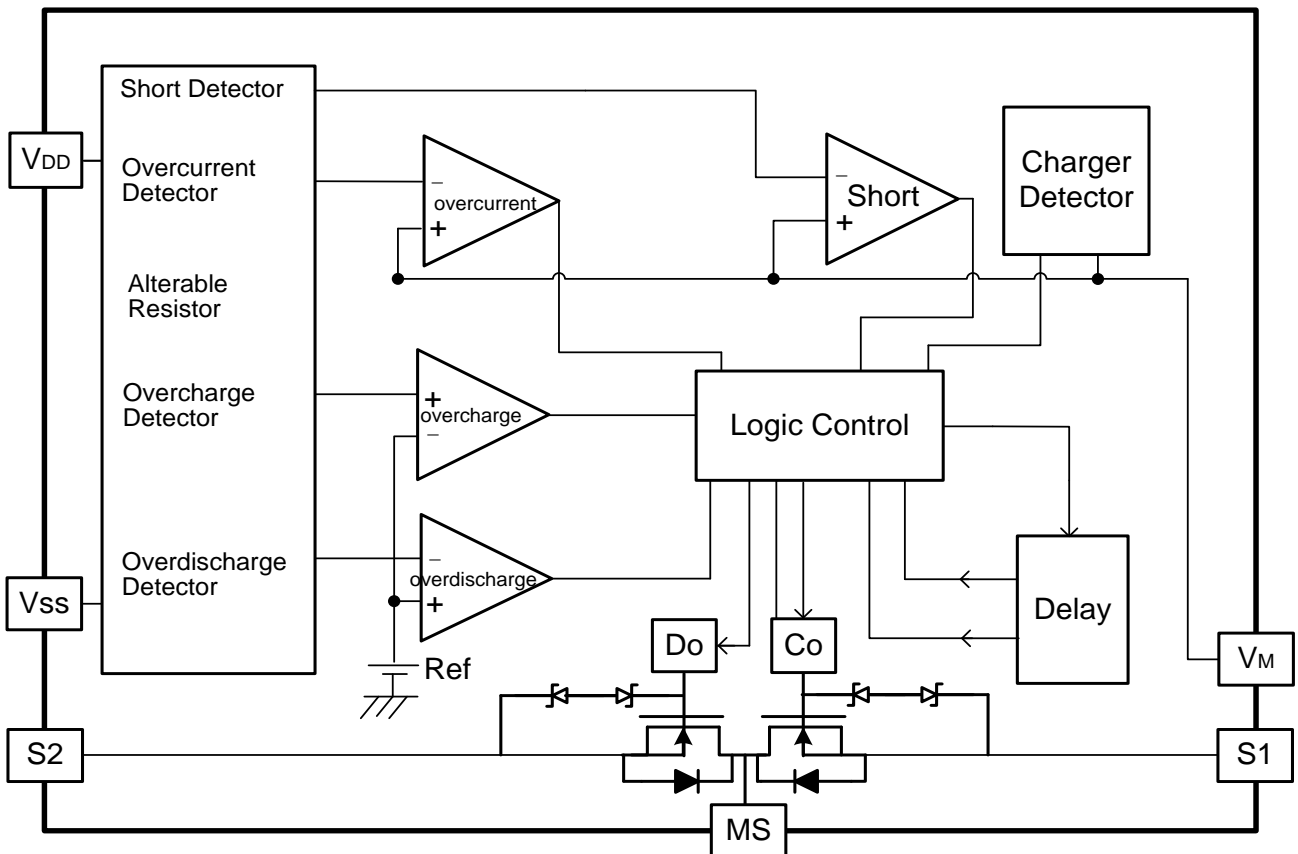 Short Detector
VDD
Overcurrent
Detector
−
overcurrent
+
−
Short
+
Charger
Detector
Alterable
Resistor
Overcharge
Detector
+
overcharge
−
Logic Control
Overdischarge
Detector
−
overdischarge
+
Vss
Delay
Do
Co
VM
Ref
S2
S1
MS